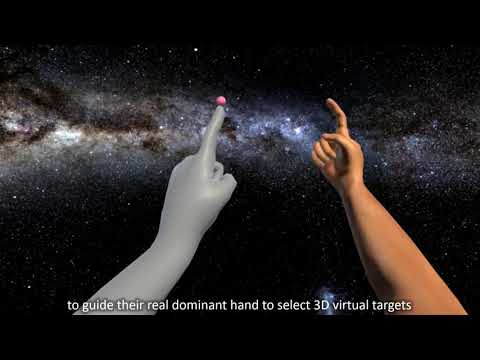 to guide their real dominant hand to select 3D virtual targets